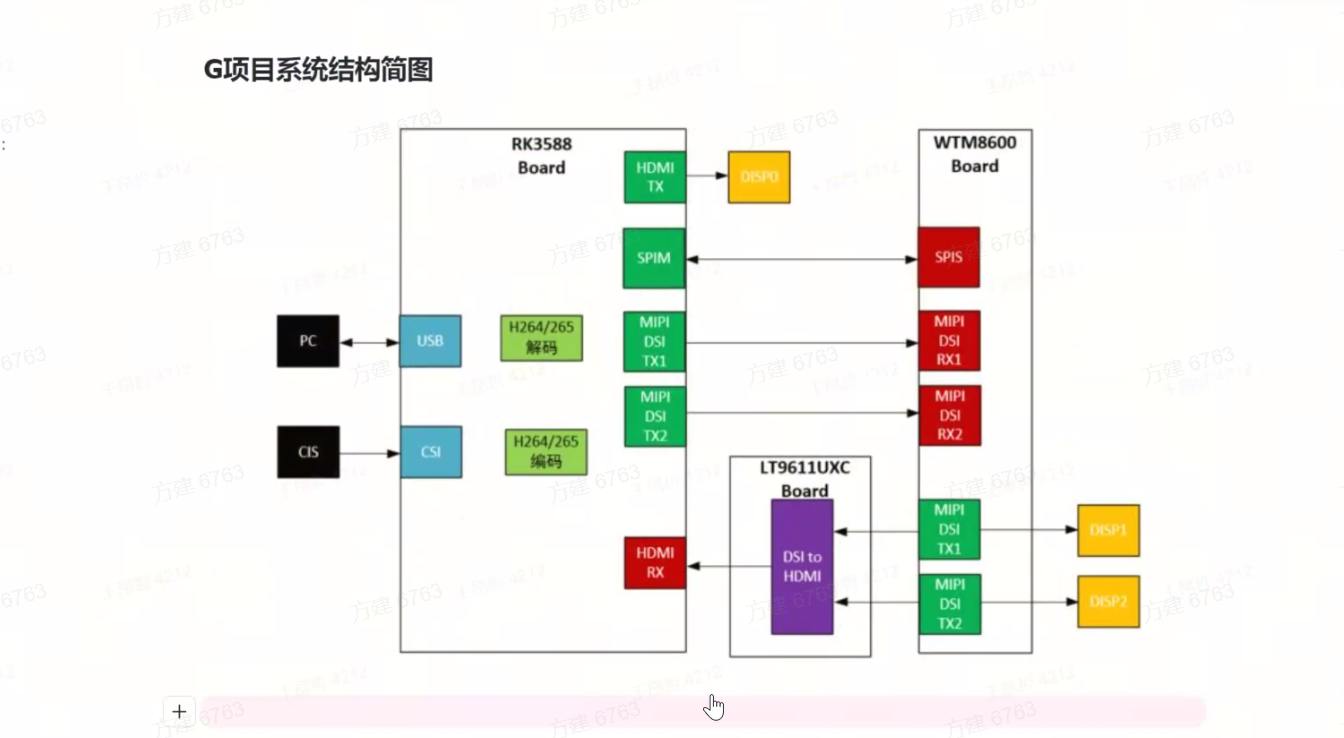 G项目系统结构简图
:
RK3588
Board
HDMI
TX
DISP0
WTM8600
Board
SPIM
SPIS
PC
USB
H264/265
解码
MIPI
DSI
TX1
MIPI
DSI
RX1
MIPI
DSI
TX2
MIPI
DSI
RX2
CIS
CSI
H264/265
编码
LT9611UXC
Board
DSI to
HDMI
HDMI
RX
MIPI
DSI
TX1
DISP1
MIPI
DSI
TX2
DISP2
+
方建 6763